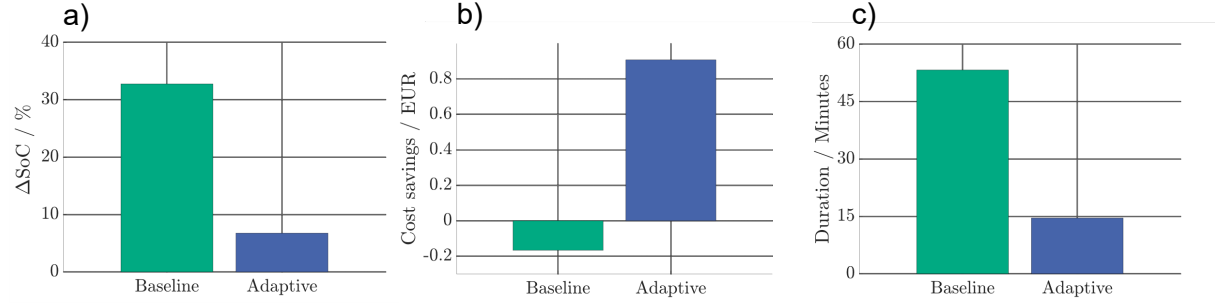 a)
ΔSoC / %
40
30
20
10
0
Baseline Adaptive
b)
Cost savings / EUR
0.8
0.6
0.4
0.2
0
-0.2
Baseline Adaptive
c)
Duration / Minutes
60
45
30
15
0
Baseline Adaptive